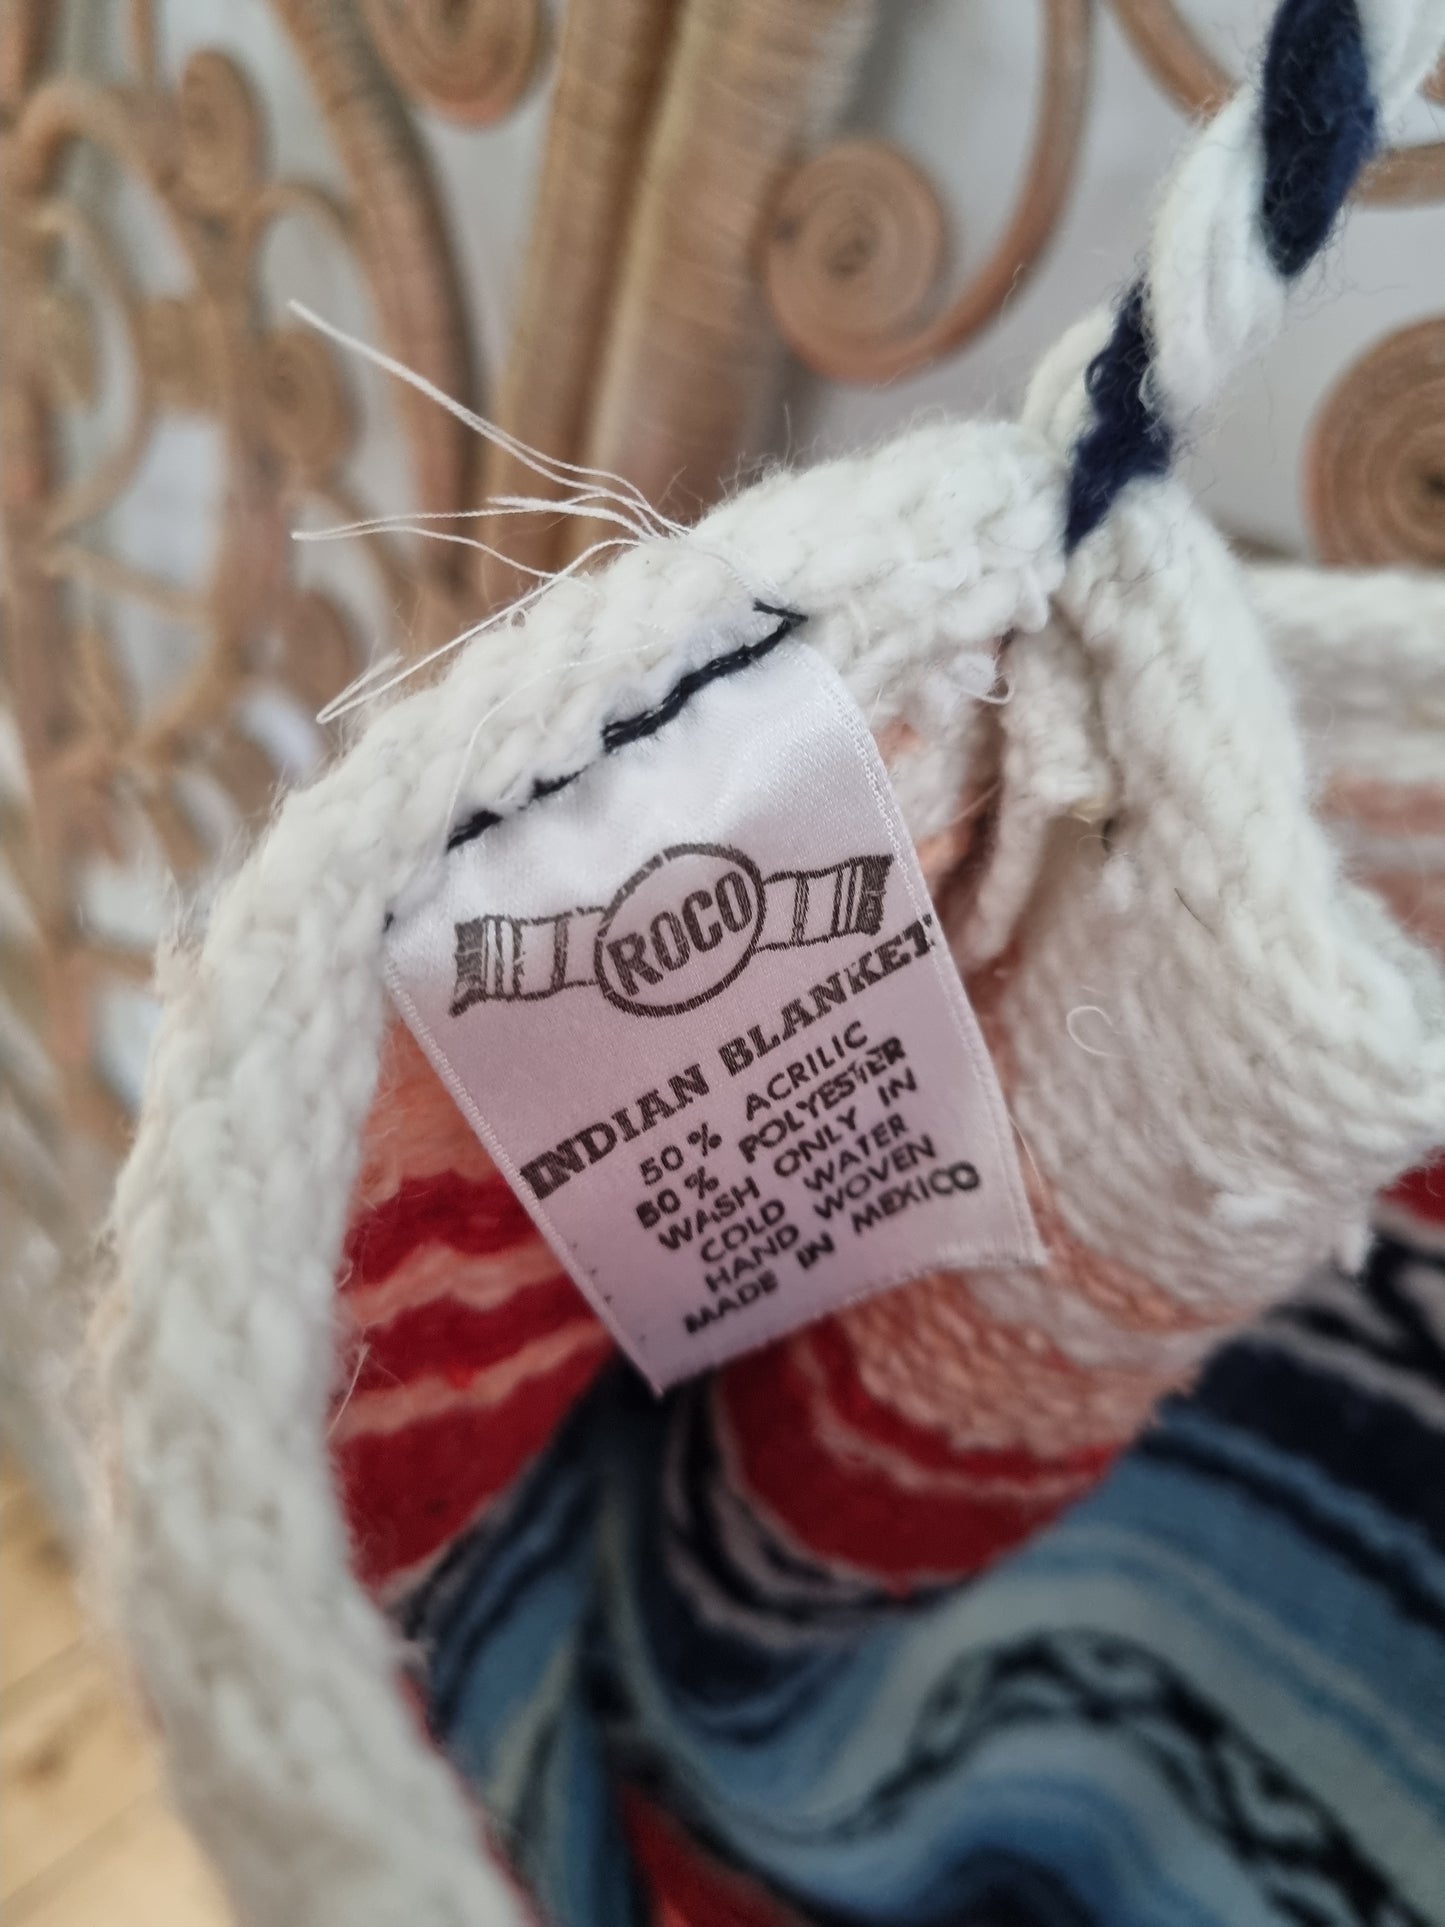 ROCO
INDIAN BLANKET
50 % ACRILIC
50 % POLYESTER
WASH ONLY IN
COLD WATER
HAND WOVEN
MADE IN MEXICO